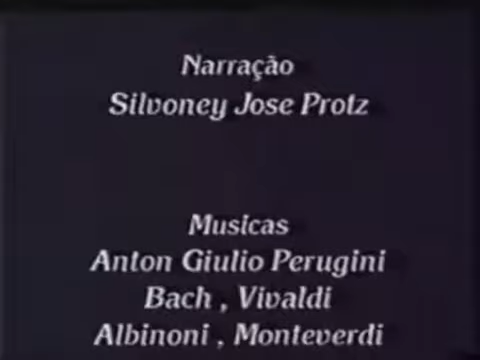 Narração
Silvoney Jose Protz
Musicas
Anton Giulio Perugini
Bach , Vivaldi
Albinoni , Monteverdi